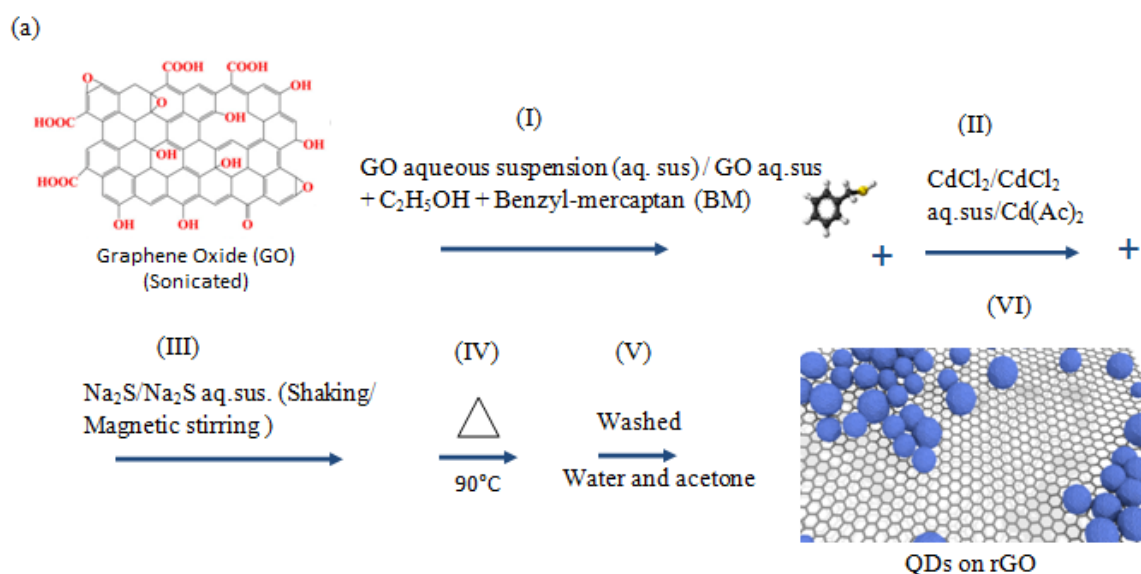 (a)
COOH COOH
O OH
O
HOOC OH
OH
OH OH
HOOC O
OH OH O
Graphene Oxide (GO)
(Sonicated)
(I)
GO aqueous suspension (aq. sus)/ GO aq.sus
+ C₂H₅OH + Benzyl-mercaptan (BM)
+
(II)
CdCl₂/CdCl₂
aq.sus/Cd(Ac)₂
+
(III)
Na₂S/Na₂S aq.sus. (Shaking/
Magnetic stirring )
(IV)
90°C
(V)
Washed
Water and acetone
(VI)
QDs on rGO